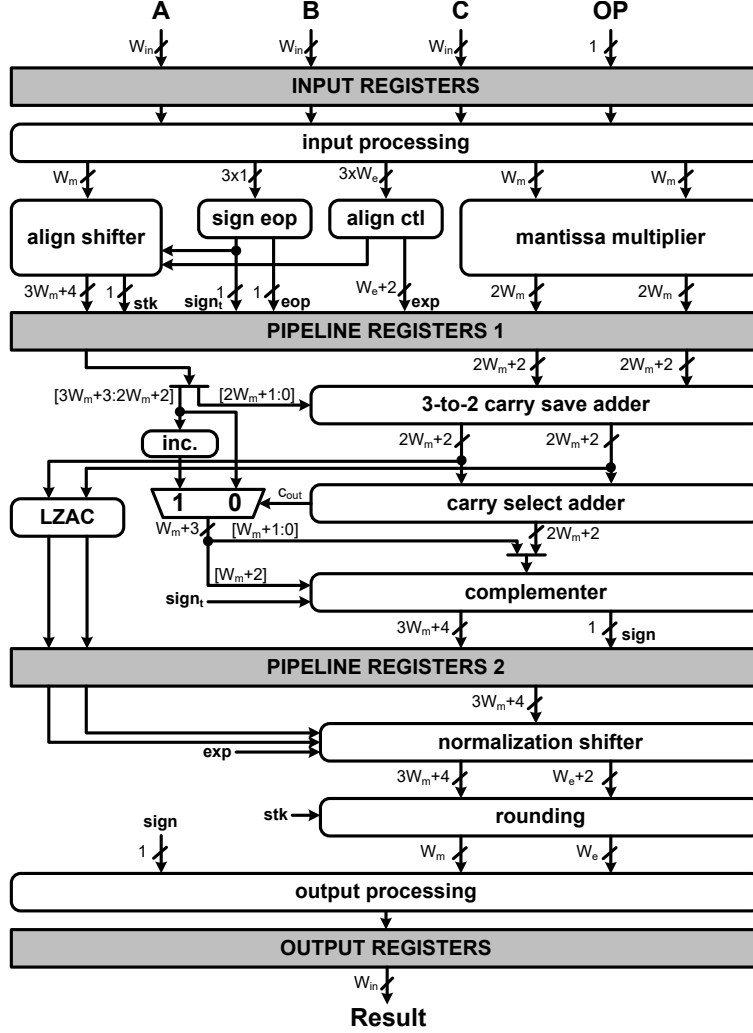 A B C OP
W_in W_in W_in 1
INPUT REGISTERS
input processing
W_m 3x1 3xW_e W_m W_m
align shifter sign eop align ctl mantissa multiplier
3W_m+4 1 stk sign_t 1 1 eop W_e+2 exp 2W_m 2W_m
PIPELINE REGISTERS 1
2W_m+2 2W_m+2
[3W_m+3:2W_m+2] [2W_m+1:0] 3-to-2 carry save adder
inc. 2W_m+2 2W_m+2
LZAC 1 0 c_out carry select adder
W_m+3 [W_m+1:0] 2W_m+2
[W_m+2] complementer
sign_t
3W_m+4 1 sign
PIPELINE REGISTERS 2
3W_m+4
normalization shifter
exp
3W_m+4 W_e+2
stk rounding
sign
1 W_m W_e
output processing
OUTPUT REGISTERS
W_in
Result